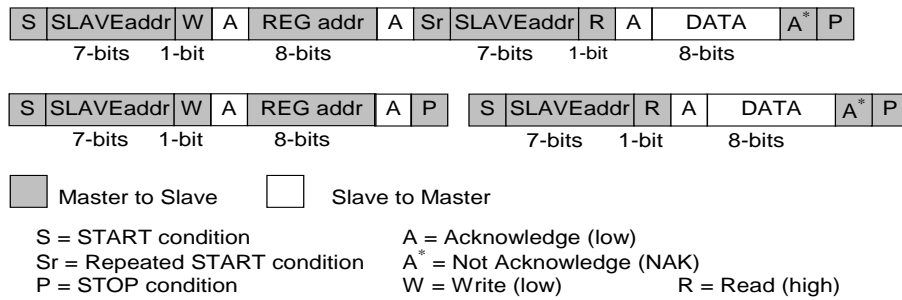 S SLAVEaddr W A REG addr A Sr SLAVEaddr R A DATA A* P
7-bits 1-bit 8-bits 7-bits 1-bit 8-bits
S SLAVEaddr W A REG addr A P S SLAVEaddr R A DATA A* P
7-bits 1-bit 8-bits 7-bits 1-bit 8-bits
Master to Slave Slave to Master
S = START condition A = Acknowledge (low)
Sr = Repeated START condition A* = Not Acknowledge (NAK)
P = STOP condition W = Write (low) R = Read (high)